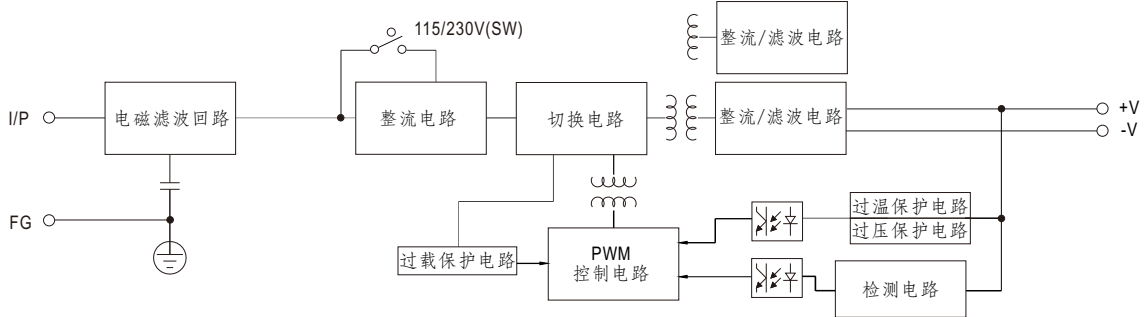 115/230V(SW)
整流/滤波电路
I/P
电磁滤波回路
整流电路
切换电路
整流/滤波电路
+V
-V
FG
过载保护电路
PWM
控制电路
过温保护电路
过压保护电路
检测电路